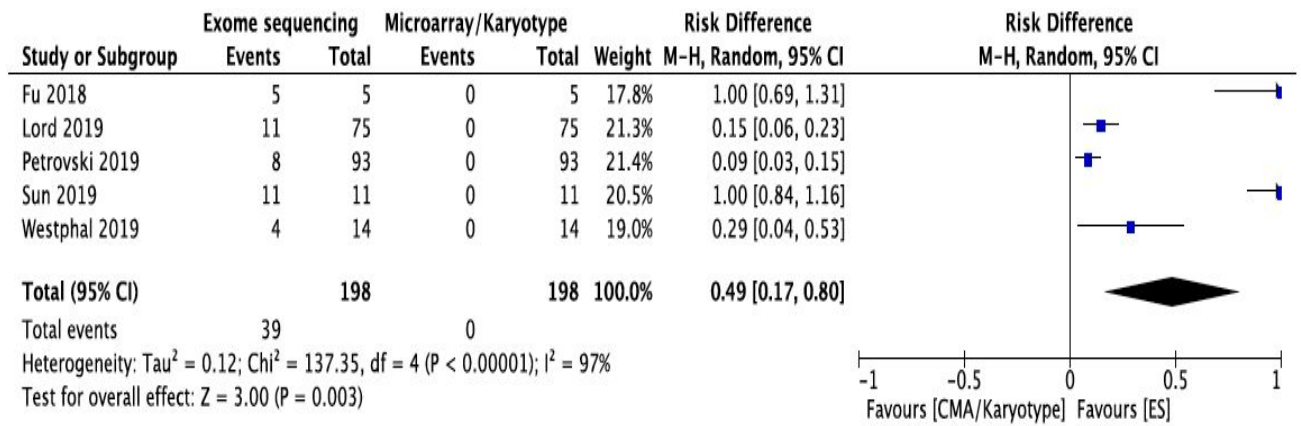 Exome sequencing Microarray/Karyotype Risk Difference Risk Difference
Study or Subgroup Events Total Events Total Weight M-H, Random, 95% CI M-H, Random, 95% CI
Fu 2018 5 5 0 5 17.8% 1.00 [0.69, 1.31]
Lord 2019 11 75 0 75 21.3% 0.15 [0.06, 0.23]
Petrovski 2019 8 93 0 93 21.4% 0.09 [0.03, 0.15]
Sun 2019 11 11 0 11 20.5% 1.00 [0.84, 1.16]
Westphal 2019 4 14 0 14 19.0% 0.29 [0.04, 0.53]
Total (95% CI) 198 198 100.0% 0.49 [0.17, 0.80]
Total events 39 0
Heterogeneity: Tau² = 0.12; Chi² = 137.35, df = 4 (P < 0.00001); I² = 97%
Test for overall effect: Z = 3.00 (P = 0.003)
-1 -0.5 0 0.5 1
Favours [CMA/Karyotype] Favours [ES]